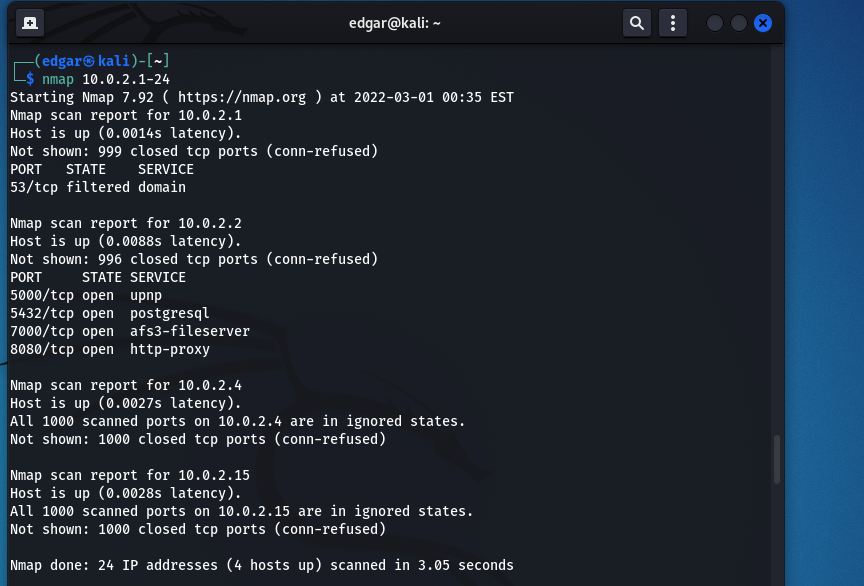 edgar@kali: ~
┌──(edgar㉿kali)-[~]
└─$ nmap 10.0.2.1-24
Starting Nmap 7.92 ( https://nmap.org ) at 2022-03-01 00:35 EST
Nmap scan report for 10.0.2.1
Host is up (0.0014s latency).
Not shown: 999 closed tcp ports (conn-refused)
PORT   STATE    SERVICE
53/tcp filtered domain
Nmap scan report for 10.0.2.2
Host is up (0.0088s latency).
Not shown: 996 closed tcp ports (conn-refused)
PORT     STATE SERVICE
5000/tcp open  upnp
5432/tcp open  postgresql
7000/tcp open  afs3-fileserver
8080/tcp open  http-proxy
Nmap scan report for 10.0.2.4
Host is up (0.0027s latency).
All 1000 scanned ports on 10.0.2.4 are in ignored states.
Not shown: 1000 closed tcp ports (conn-refused)
Nmap scan report for 10.0.2.15
Host is up (0.0028s latency).
All 1000 scanned ports on 10.0.2.15 are in ignored states.
Not shown: 1000 closed tcp ports (conn-refused)
Nmap done: 24 IP addresses (4 hosts up) scanned in 3.05 seconds